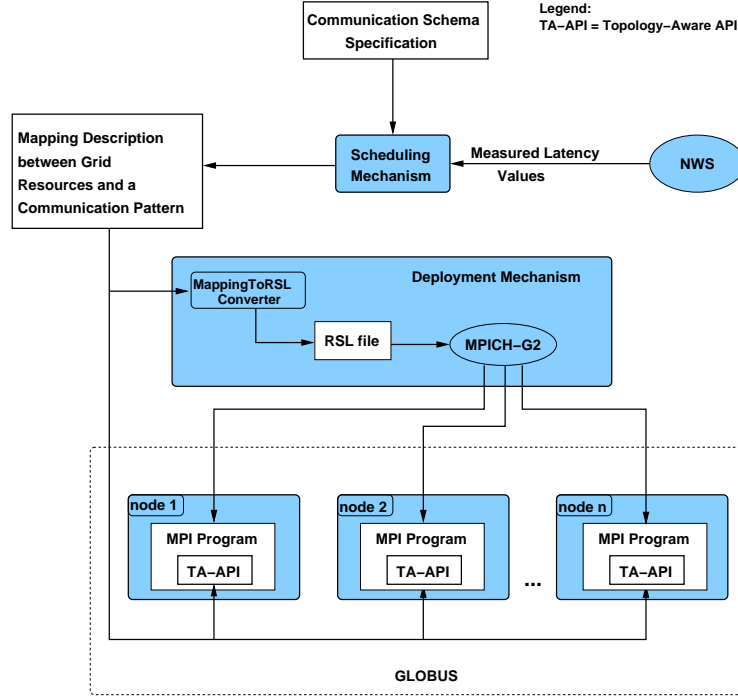 Communication Schema
Specification
Legend:
TA−API = Topology−Aware API
Mapping Description
between Grid
Resources and a
Communication Pattern
Scheduling
Mechanism
Measured Latency
Values
NWS
Deployment Mechanism
MappingToRSL
Converter
RSL file
MPICH−G2
node 1
MPI Program
TA−API
node 2
MPI Program
TA−API
...
node n
MPI Program
TA−API
GLOBUS